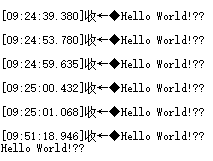 [09:24:39.380]收←◆Hello World!??
[09:24:53.780]收←◆Hello World!??
[09:24:59.635]收←◆Hello World!??
[09:25:00.432]收←◆Hello World!??
[09:25:01.068]收←◆Hello World!??
[09:51:18.946]收←◆Hello World!??
Hello World!??